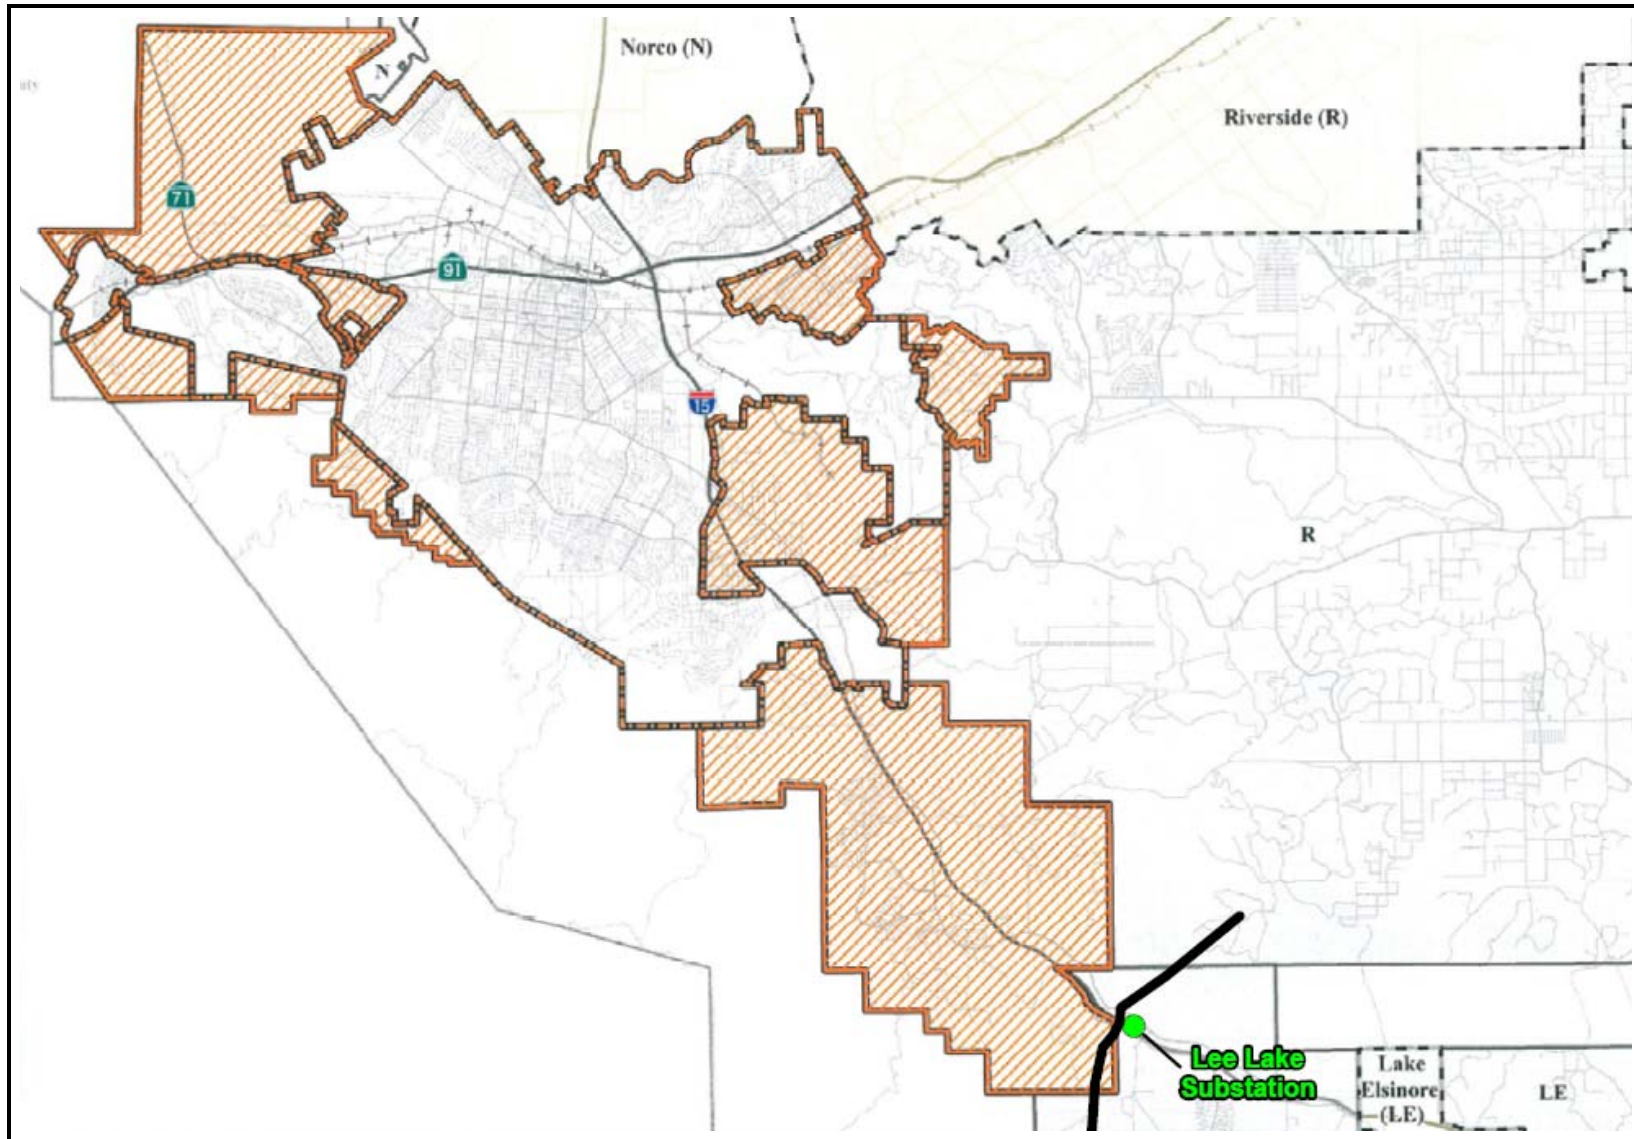 Norco (N)
N
Riverside (R)
71
91
15
R
Lee Lake
Substation
Lake
Elsinore
(LE)
LE